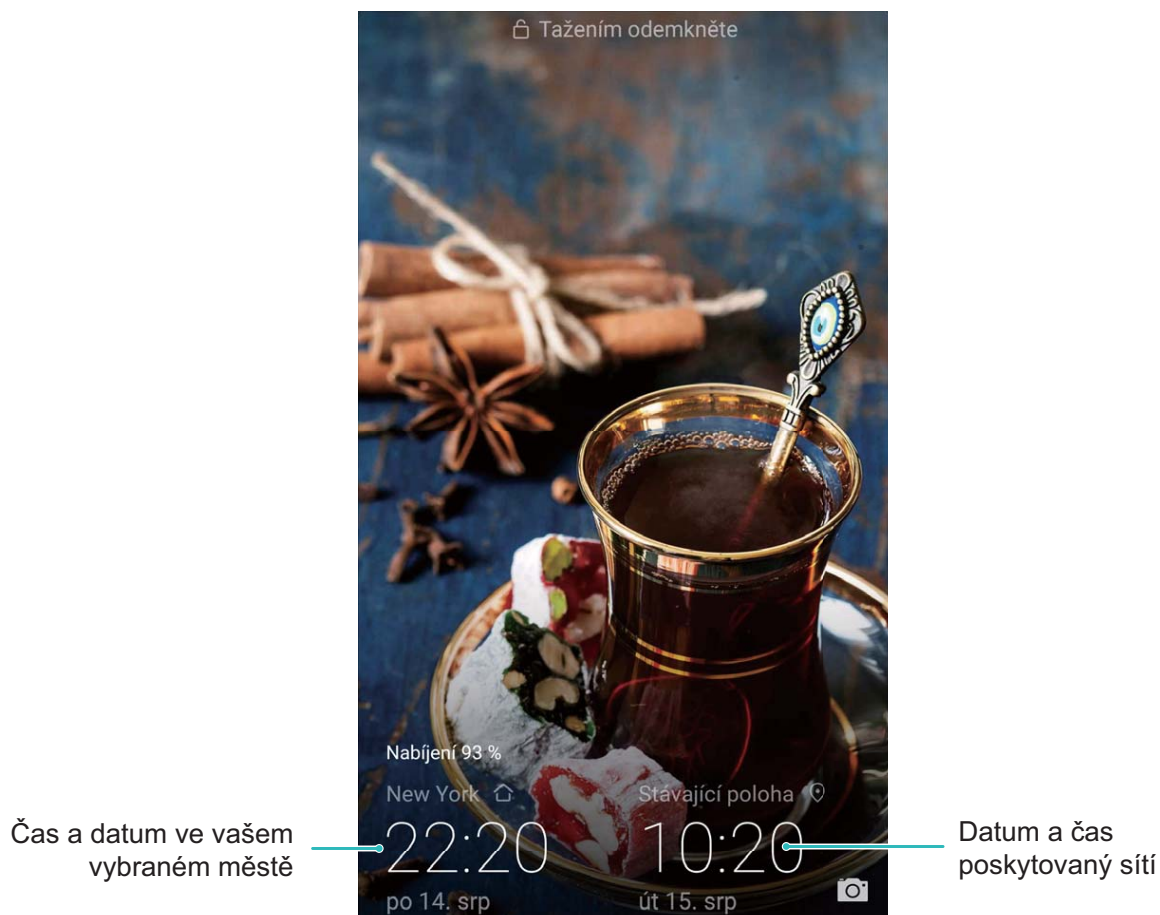 Tažením odemkněte
Nabíjení 93 %
New York
Stávající poloha
22:20
10:20
po 14. srp
út 15. srp
Čas a datum ve vašem
vybraném městě
Datum a čas
poskytovaný sítí